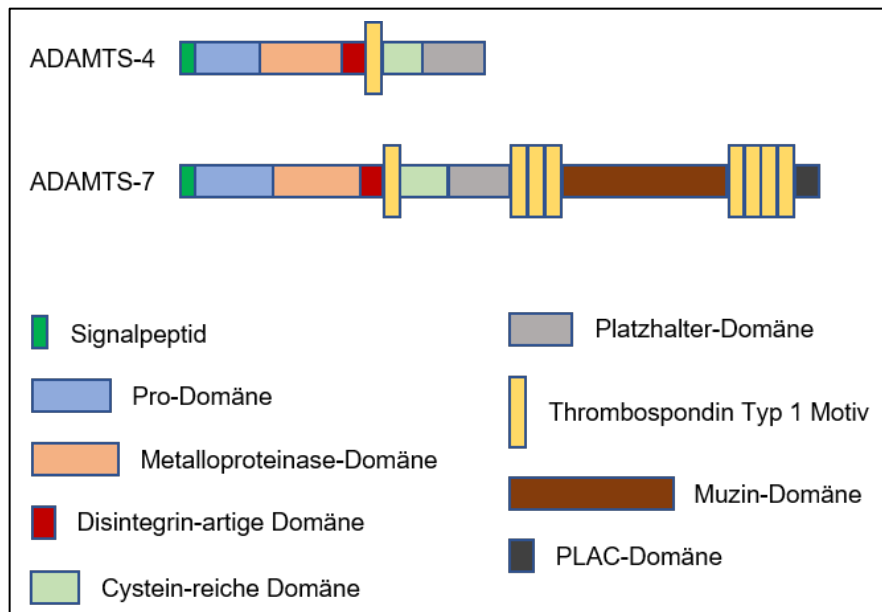 ADAMTS-4
ADAMTS-7
Signalpeptid
Pro-Domäne
Metalloproteinase-Domäne
Disintegrin-artige Domäne
Cystein-reiche Domäne
Platzhalter-Domäne
Thrombospondin Typ 1 Motiv
Muzin-Domäne
PLAC-Domäne